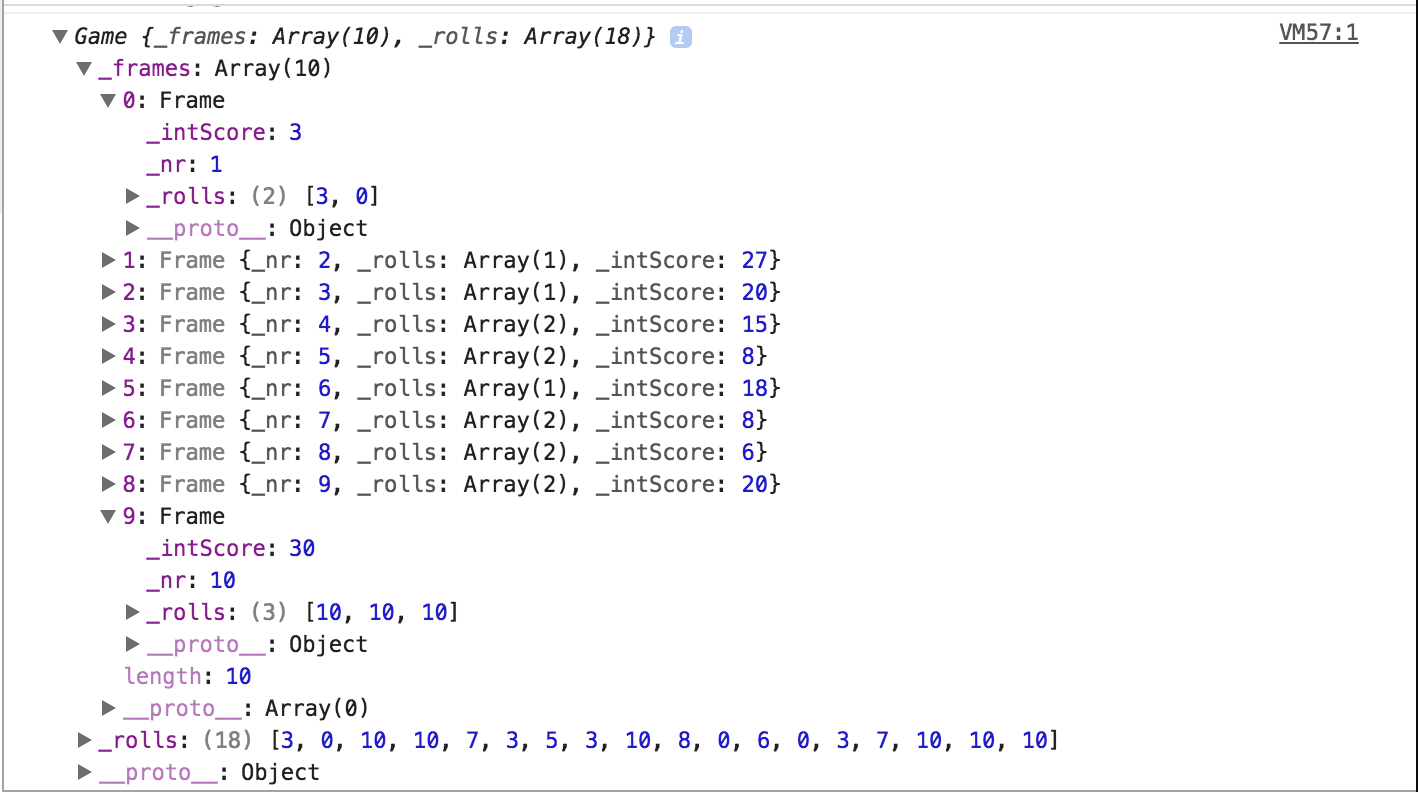 ▼ Game {_frames: Array(10), _rolls: Array(18)} i VM57:1
▼ _frames: Array(10)
▼ 0: Frame
_intScore: 3
_nr: 1
▶ _rolls: (2) [3, 0]
▶ __proto__: Object
▶ 1: Frame {_nr: 2, _rolls: Array(1), _intScore: 27}
▶ 2: Frame {_nr: 3, _rolls: Array(1), _intScore: 20}
▶ 3: Frame {_nr: 4, _rolls: Array(2), _intScore: 15}
▶ 4: Frame {_nr: 5, _rolls: Array(2), _intScore: 8}
▶ 5: Frame {_nr: 6, _rolls: Array(1), _intScore: 18}
▶ 6: Frame {_nr: 7, _rolls: Array(2), _intScore: 8}
▶ 7: Frame {_nr: 8, _rolls: Array(2), _intScore: 6}
▶ 8: Frame {_nr: 9, _rolls: Array(2), _intScore: 20}
▼ 9: Frame
_intScore: 30
_nr: 10
▶ _rolls: (3) [10, 10, 10]
▶ __proto__: Object
length: 10
▶ __proto__: Array(0)
▶ _rolls: (18) [3, 0, 10, 10, 7, 3, 5, 3, 10, 8, 0, 6, 0, 3, 7, 10, 10, 10]
▶ __proto__: Object